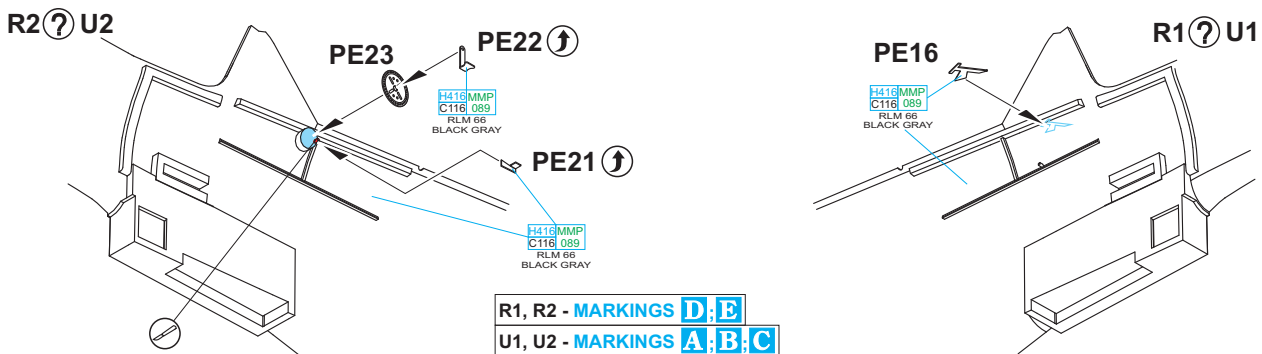 R2 ? U2
PE23
PE22
H416 MMP
C116 089
RLM 66
BLACK GRAY
PE21
H416 MMP
C116 089
RLM 66
BLACK GRAY
R1 ? U1
PE16
H416 MMP
C116 089
RLM 66
BLACK GRAY
R1, R2 - MARKINGS D ; E
U1, U2 - MARKINGS A ; B ; C